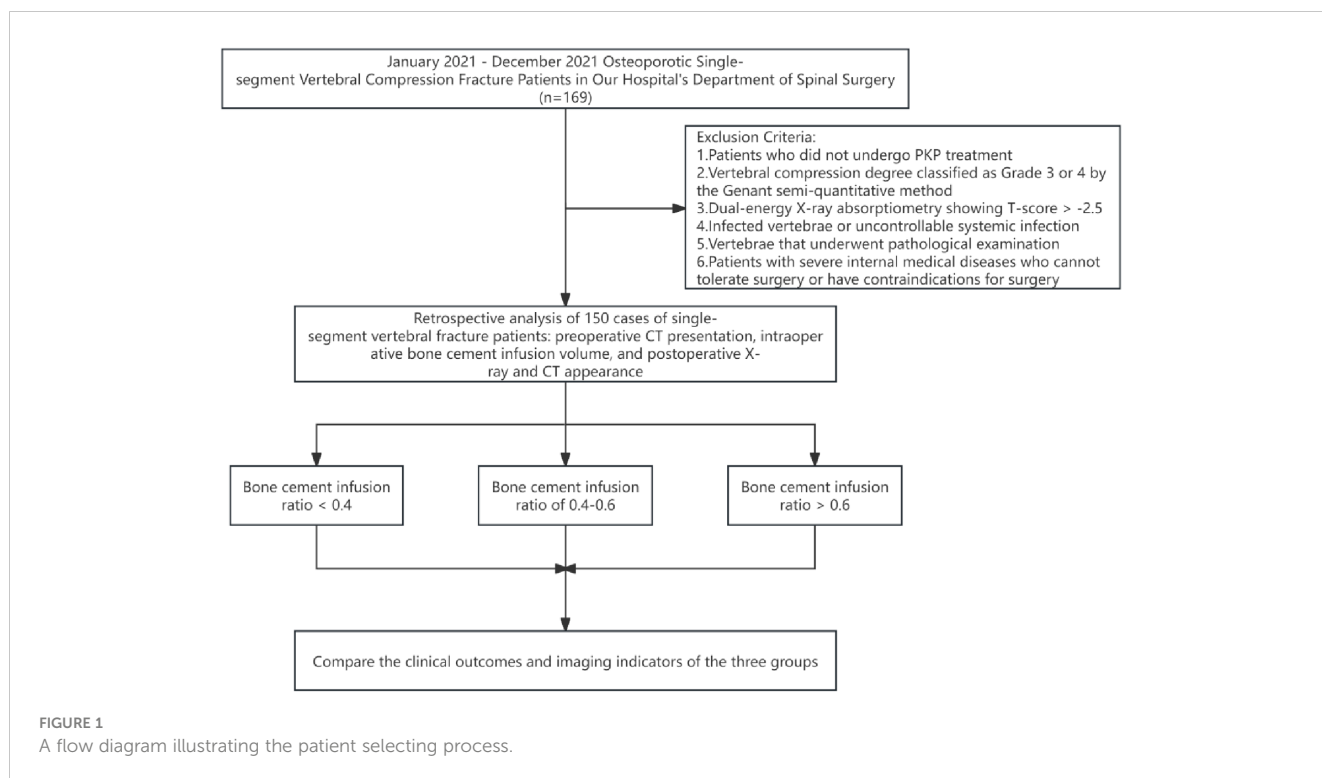 January 2021 - December 2021 Osteoporotic Single-
segment Vertebral Compression Fracture Patients in Our Hospital's Department of Spinal Surgery
(n=169)
Exclusion Criteria:
1.Patients who did not undergo PKP treatment
2.Vertebral compression degree classified as Grade 3 or 4 by
the Genant semi-quantitative method
3.Dual-energy X-ray absorptiometry showing T-score > -2.5
4.Infected vertebrae or uncontrollable systemic infection
5.Vertebrae that underwent pathological examination
6.Patients with severe internal medical diseases who cannot
tolerate surgery or have contraindications for surgery
Retrospective analysis of 150 cases of single-
segment vertebral fracture patients: preoperative CT presentation, intraoper
ative bone cement infusion volume, and postoperative X-
ray and CT appearance
Bone cement infusion
ratio < 0.4
Bone cement infusion
ratio of 0.4-0.6
Bone cement infusion
ratio > 0.6
Compare the clinical outcomes and imaging indicators of the three groups
FIGURE 1
A flow diagram illustrating the patient selecting process.